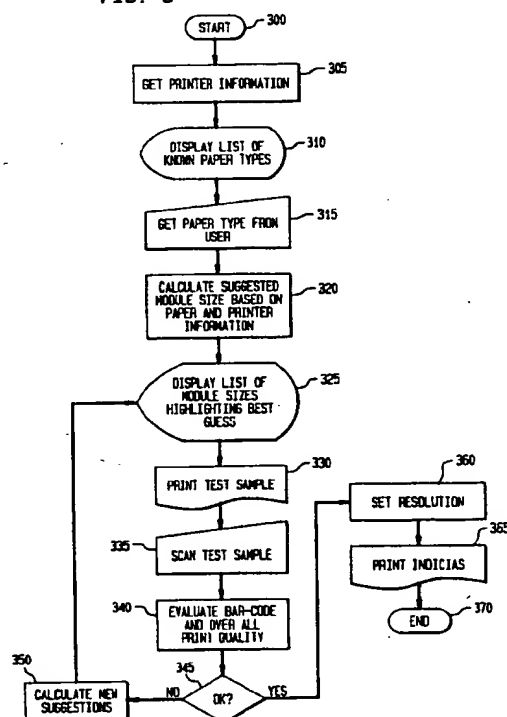 START
300
GET PRINTER INFORMATION
305
DISPLAY LIST OF
KNOWN PAPER TYPES
310
GET PAPER TYPE FROM
USER
315
CALCULATE SUGGESTED
MODULE SIZE BASED ON
PAPER AND PRINTER
INFORMATION
320
DISPLAY LIST OF
MODULE SIZES
HIGHLIGHTING BEST
GUESS
325
PRINT TEST SAMPLE
330
SCAN TEST SAMPLE
335
EVALUATE BAR-CODE
AND OVER ALL
PRINT QUALITY
340
OK?
345
NO
YES
CALCULATE NEW
SUGGESTIONS
350
SET RESOLUTION
360
PRINT INDICIAS
365
END
370